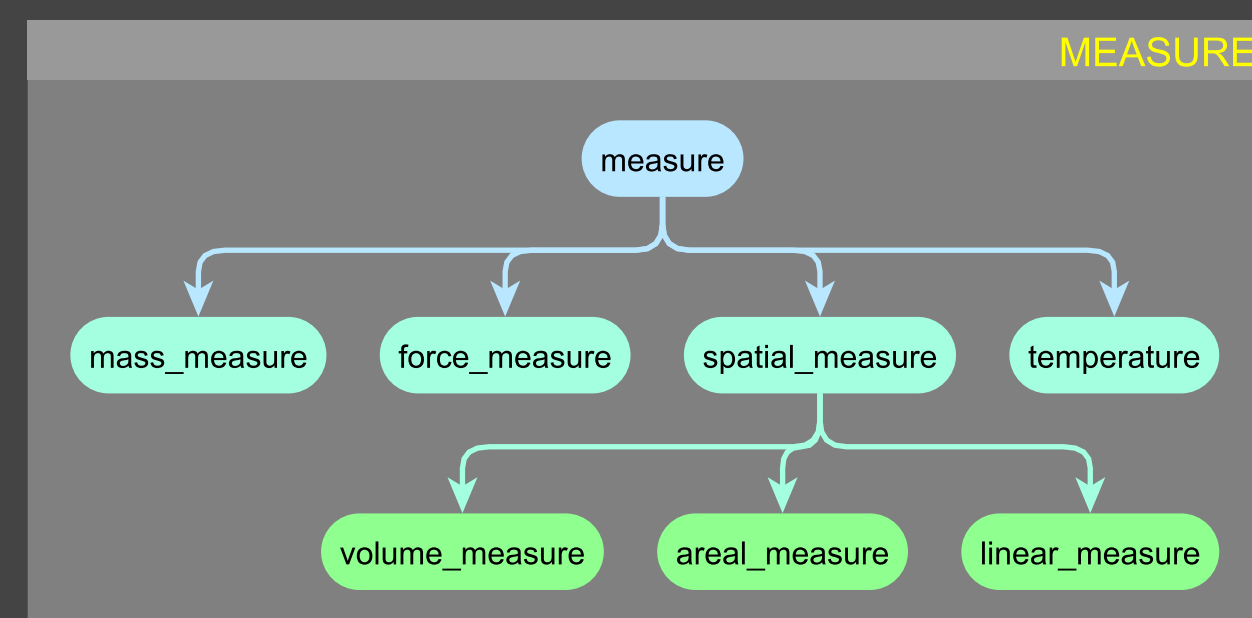 MEASURE
measure
mass_measure
force_measure
spatial_measure
temperature
volume_measure
areal_measure
linear_measure